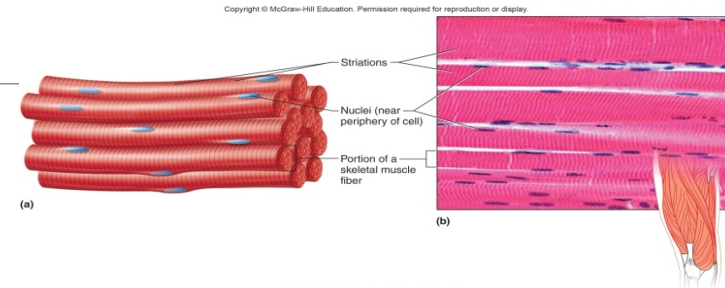 Copyright © McGraw-Hill Education. Permission required for reproduction or display.
Striations
Nuclei (near
periphery of cell)
Portion of a
skeletal muscle
fiber
(a)
(b)